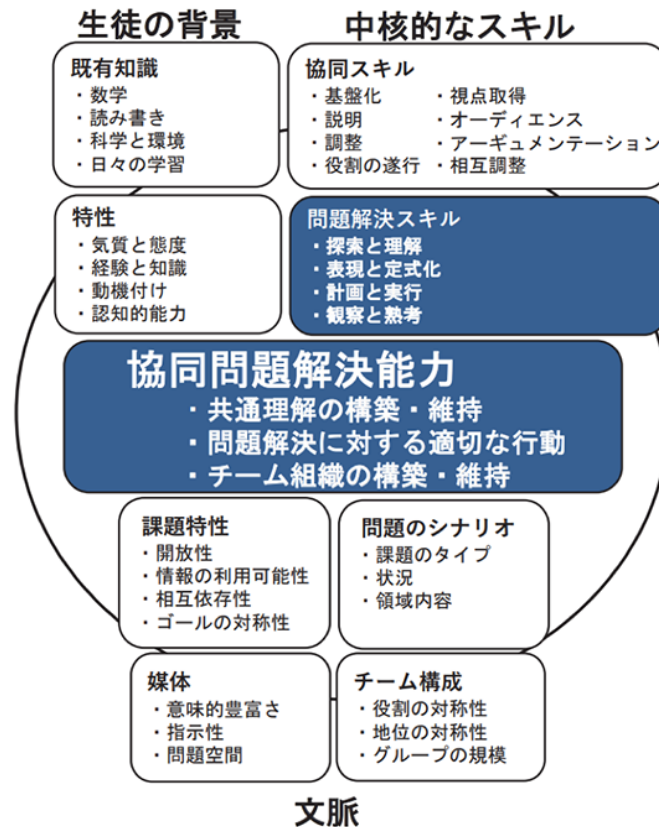 生徒の背景
中核的なスキル
既有知識
・数学
・読み書き
・科学と環境
・日々の学習
協同スキル
・基盤化
・説明
・調整
・役割の遂行
・視点取得
・オーディエンス
・アーギュメンテーション
・相互調整
特性
・気質と態度
・経験と知識
・動機付け
・認知的能力
問題解決スキル
・探索と理解
・表現と定式化
・計画と実行
・観察と熟考
協同問題解決能力
・共通理解の構築・維持
・問題解決に対する適切な行動
・チーム組織の構築・維持
課題特性
・開放性
・情報の利用可能性
・相互依存性
・ゴールの対称性
問題のシナリオ
・課題のタイプ
・状況
・領域内容
媒体
・意味的豊富さ
・指示性
・問題空間
チーム構成
・役割の対称性
・地位の対称性
・グループの規模
文脈